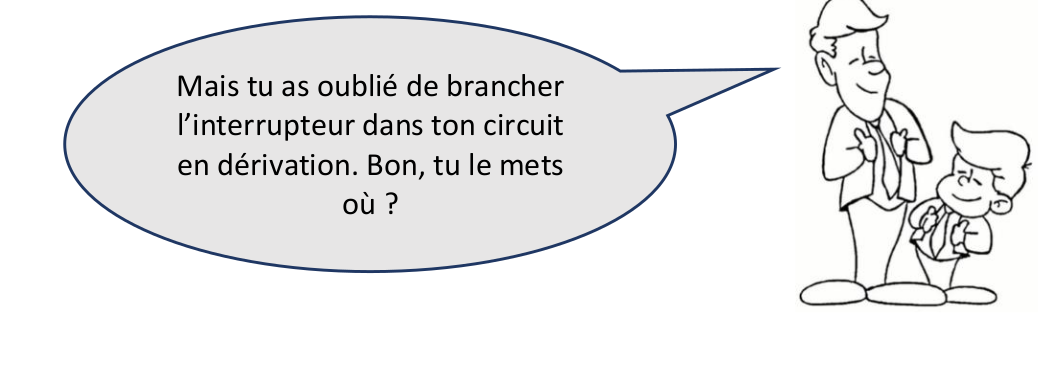 Mais tu as oublié de brancher
l’interrupteur dans ton circuit
en dérivation. Bon, tu le mets
où ?